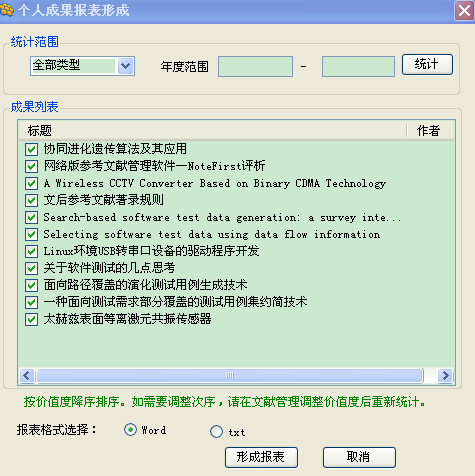 个人成果报表形成
统计范围
全部类型 年度范围 - 统计
成果列表
标题 作者
协同进化遗传算法及其应用
网络版参考文献管理软件—NoteFirst评析
A Wireless CCTV Converter Based on Binary CDMA Technology
文后参考文献著录规则
Search-based software test data generation: a survey inte...
Selecting software test data using data flow information
Linux环境USB转串口设备的驱动程序开发
关于软件测试的几点思考
面向路径覆盖的演化测试用例生成技术
一种面向测试需求部分覆盖的测试用例集约简技术
太赫兹表面等离激元共振传感器
按价值度降序排序。如需要调整次序，请在文献管理调整价值度后重新统计。
报表格式选择： Word txt
形成报表 取消